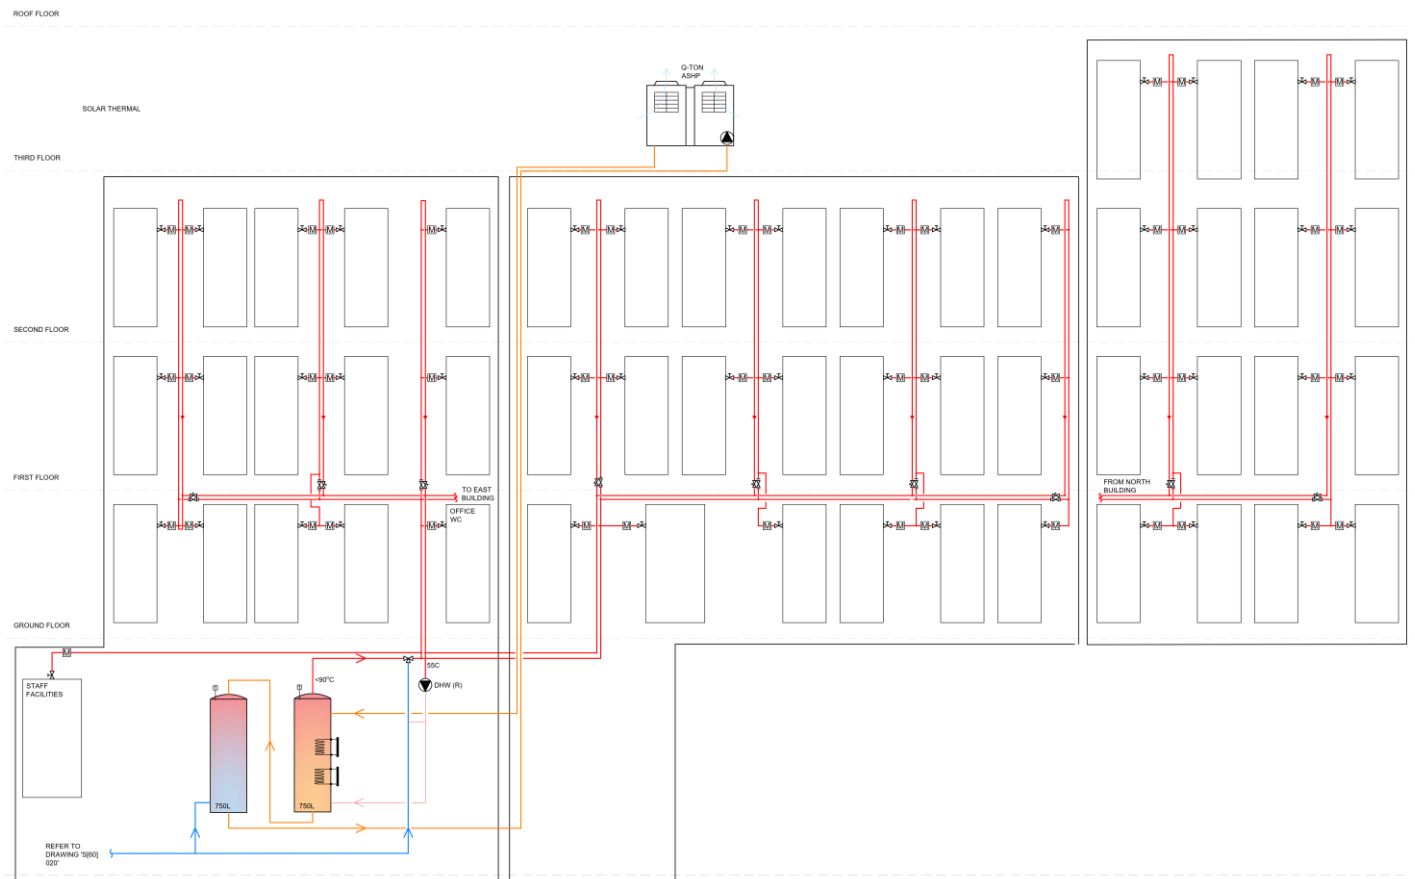 ROOF FLOOR
Q-TON
ASHP
SOLAR THERMAL
THIRD FLOOR
SECOND FLOOR
FIRST FLOOR
TO EAST
BUILDING
FROM NORTH
BUILDING
OFFICE
WC
GROUND FLOOR
55C
<90°C
DHW (R)
STAFF
FACILITIES
750L
750L
REFER TO
DRAWING 'S[60]
020'